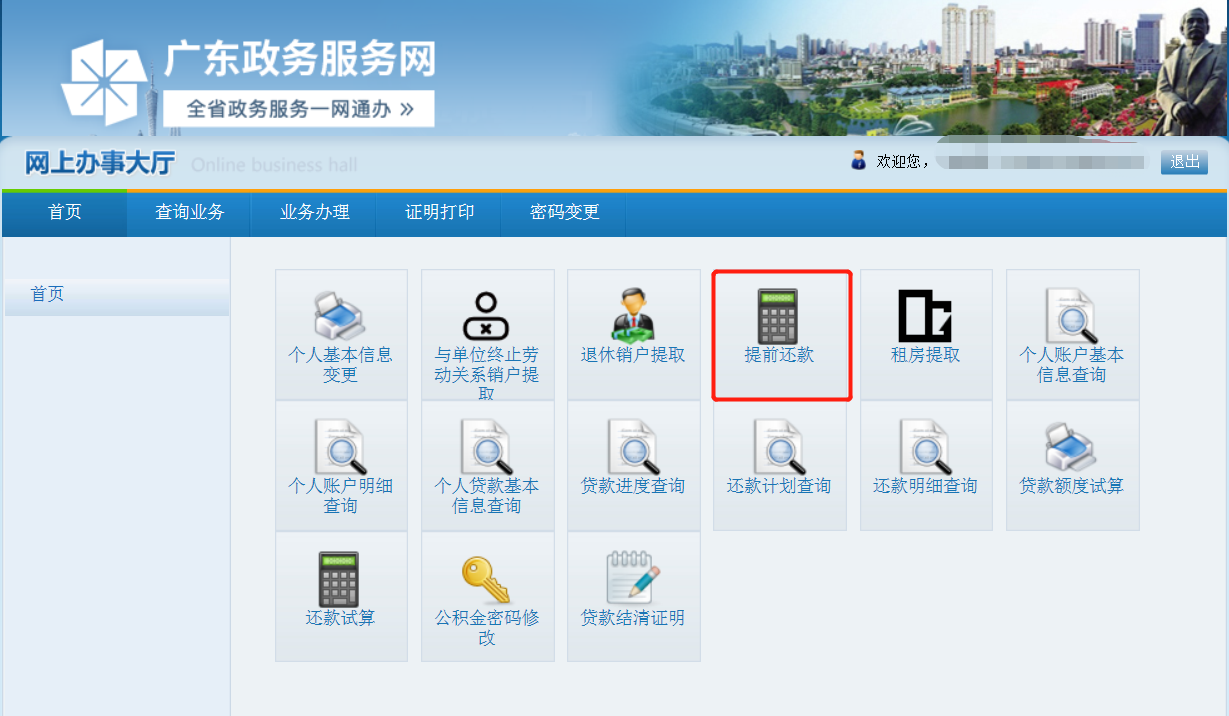 广东政务服务网
全省政务服务一网通办 »
网上办事大厅 Online business hall
欢迎您，
退出
首页 查询业务 业务办理 证明打印 密码变更
首页
个人基本信息
变更
与单位终止劳
动关系销户提
取
退休销户提取
提前还款
租房提取
个人账户基本
信息查询
个人账户明细
查询
个人贷款基本
信息查询
贷款进度查询
还款计划查询
还款明细查询
贷款额度试算
还款试算
公积金密码修
改
贷款结清证明